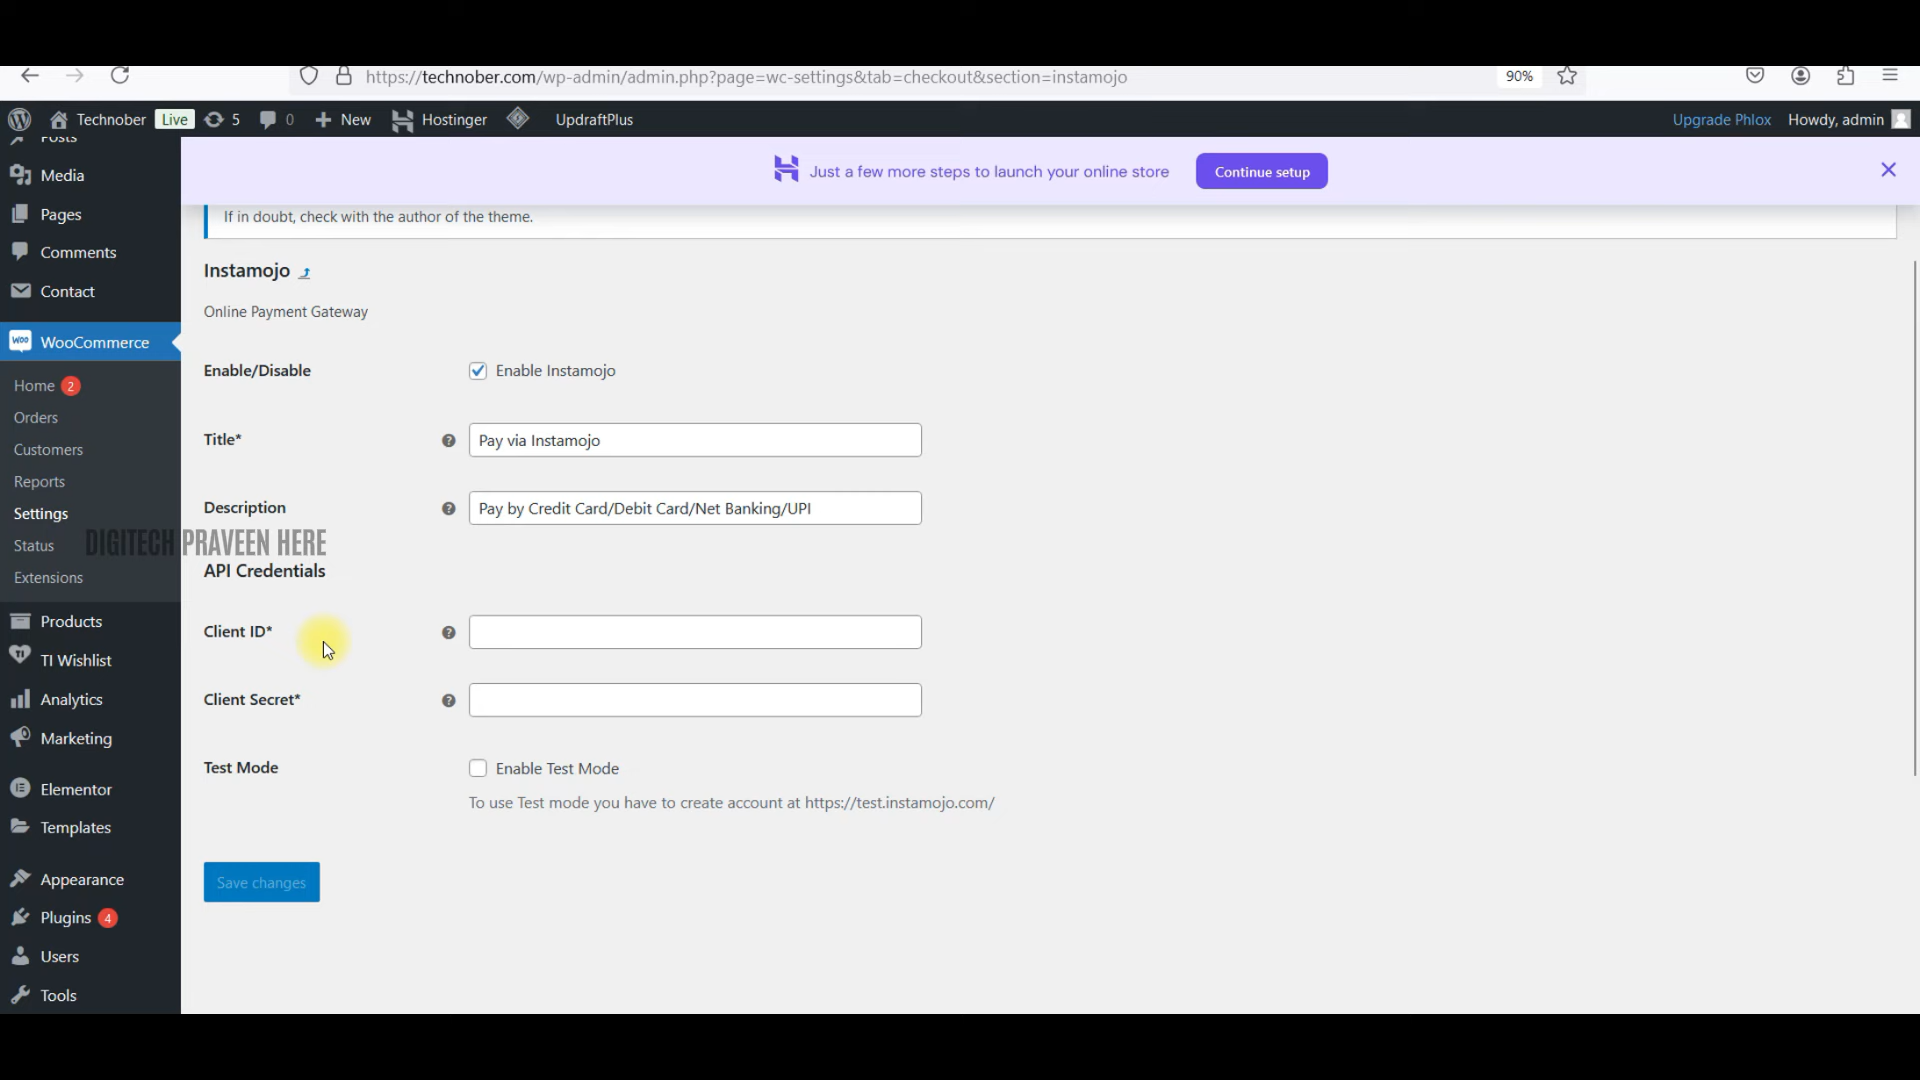 https://technober.com/wp-admin/admin.php?page=wc-settings&tab=checkout&section=instamojo
90%
Technober
Live
5
0
New
Hostinger
UpdraftPlus
Upgrade Phlox
Howdy, admin
Posts
Media
Pages
Comments
Contact
WooCommerce
Home 2
Orders
Customers
Reports
Settings
Status
Extensions
Products
TI Wishlist
Analytics
Marketing
Elementor
Templates
Appearance
Plugins 4
Users
Tools
Just a few more steps to launch your online store
Continue setup
If in doubt, check with the author of the theme.
Instamojo
Online Payment Gateway
Enable/Disable
Enable Instamojo
Title*
Pay via Instamojo
Description
Pay by Credit Card/Debit Card/Net Banking/UPI
DIGITECH PRAVEEN HERE
API Credentials
Client ID*
Client Secret*
Test Mode
Enable Test Mode
To use Test mode you have to create account at https://test.instamojo.com/
Save changes